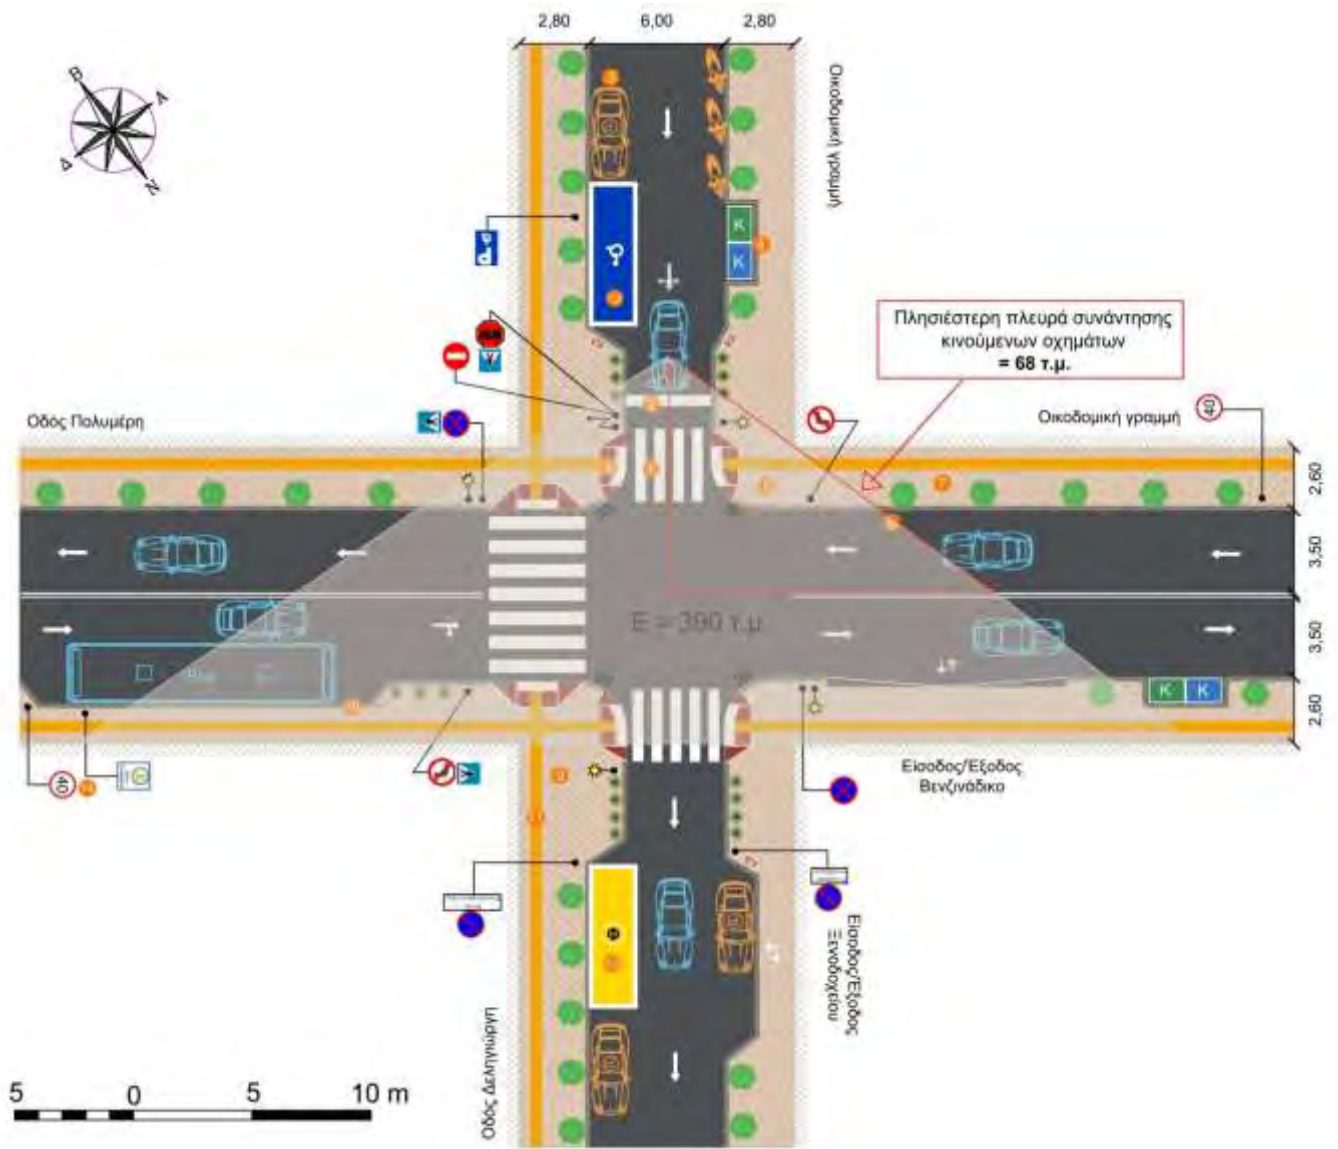 2,80
6,00
2,80
Β
Α
Δ
Ν
Οικοδομική γραμμή
Κ
Κ
Πλησιέστερη πλευρά συνάντησης
κινούμενων οχημάτων
= 68 τ.μ.
Οδός Πολυμέρη
Οικοδομική γραμμή
40
2,60
3,50
3,50
2,60
Ε = 390 τ.μ
Κ
Κ
40
Είσοδος/Έξοδος
Βενζινάδικο
Είσοδος/Έξοδος
Ξενοδοχείου
Οδός Δεληγιώργη
5
0
5
10 m